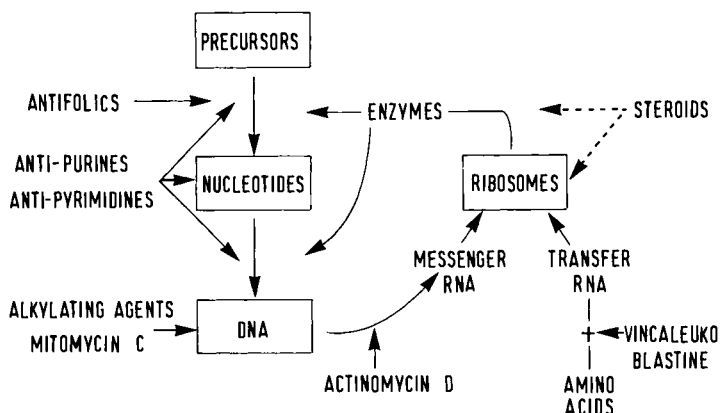 PRECURSORS
ANTIFOLICS
ENZYMES
STEROIDS
ANTI-PURINES
ANTI-PYRIMIDINES
NUCLEOTIDES
RIBOSOMES
MESSENGER
RNA
TRANSFER
RNA
ALKYLATING AGENTS
MITOMYCIN C
DNA
+
VINCALEUKO
BLASTINE
ACTINOMYCIN D
AMINO
ACIDS